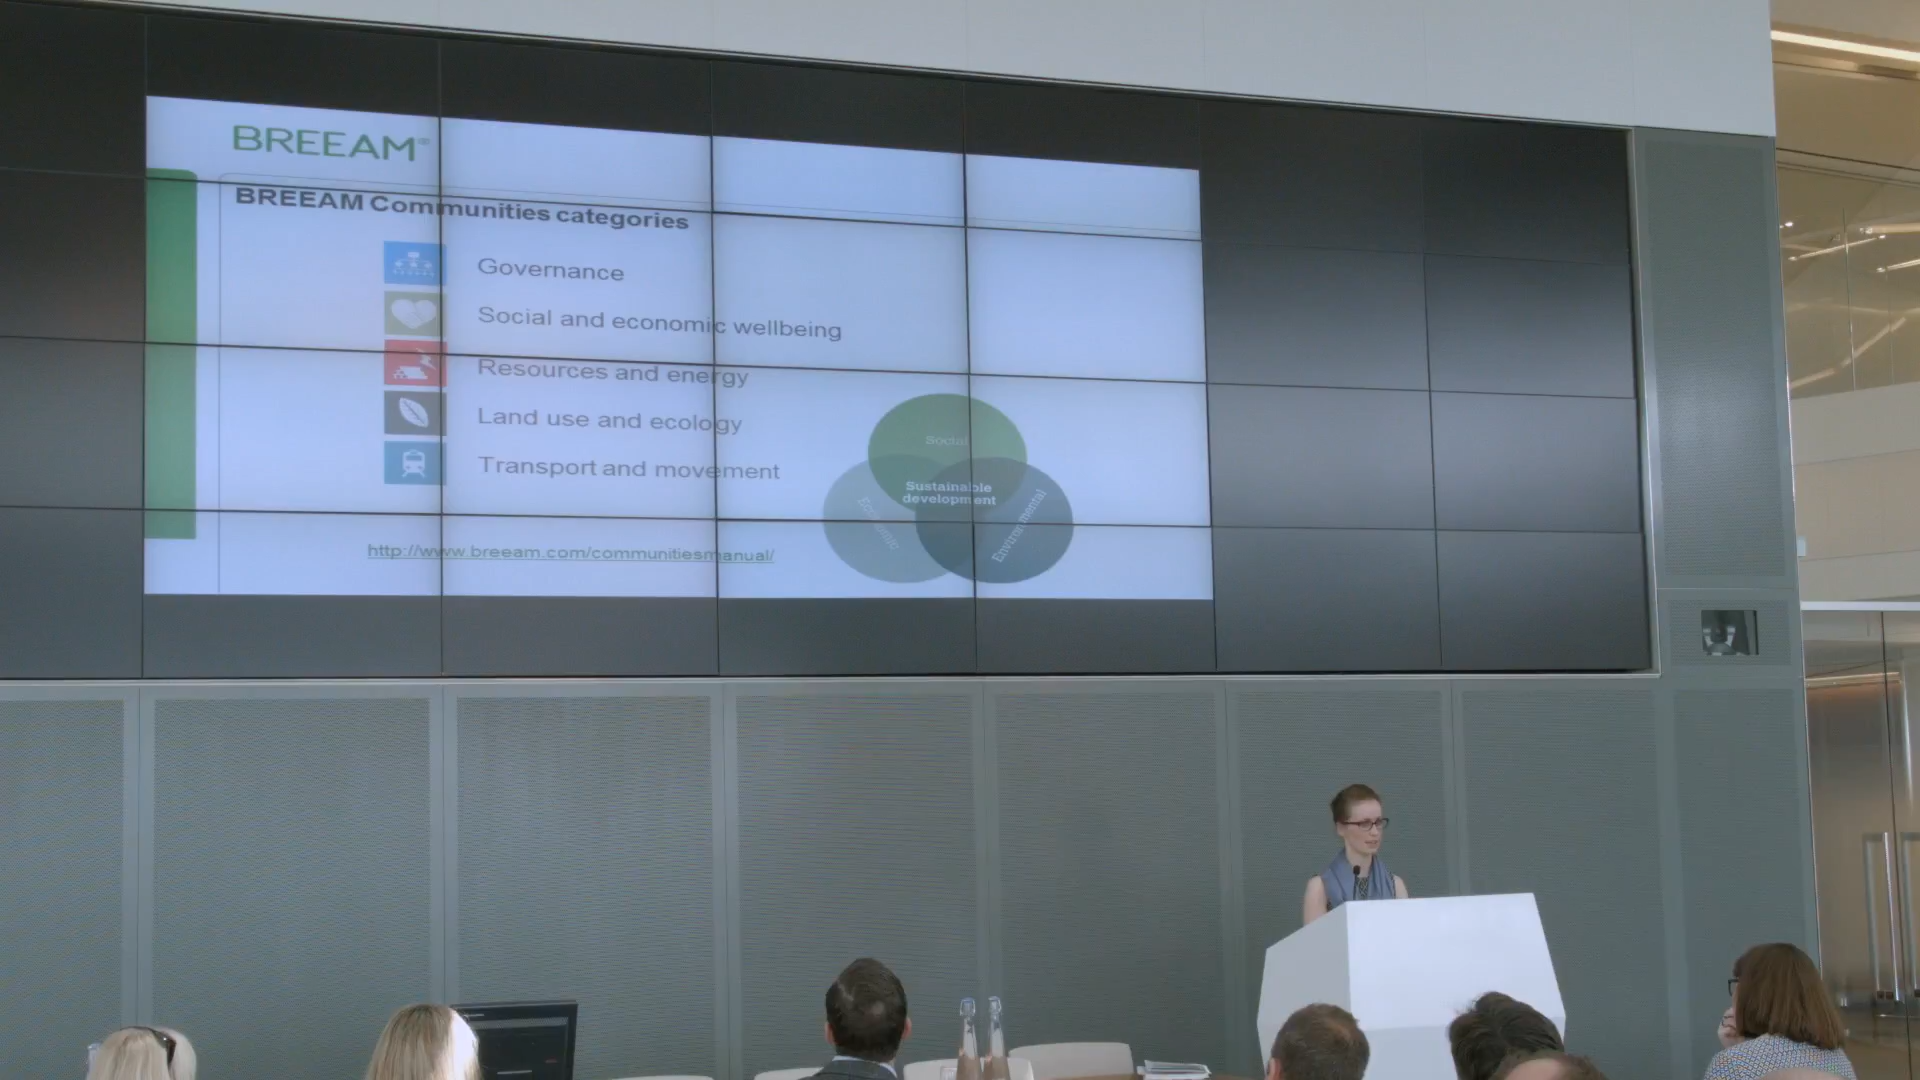 BREEAM®
BREEAM Communities categories
Governance
Social and economic wellbeing
Resources and energy
Land use and ecology
Transport and movement
http://www.breeam.com/communitiesmanual/
Social
Sustainable
development
Economic
Environmental